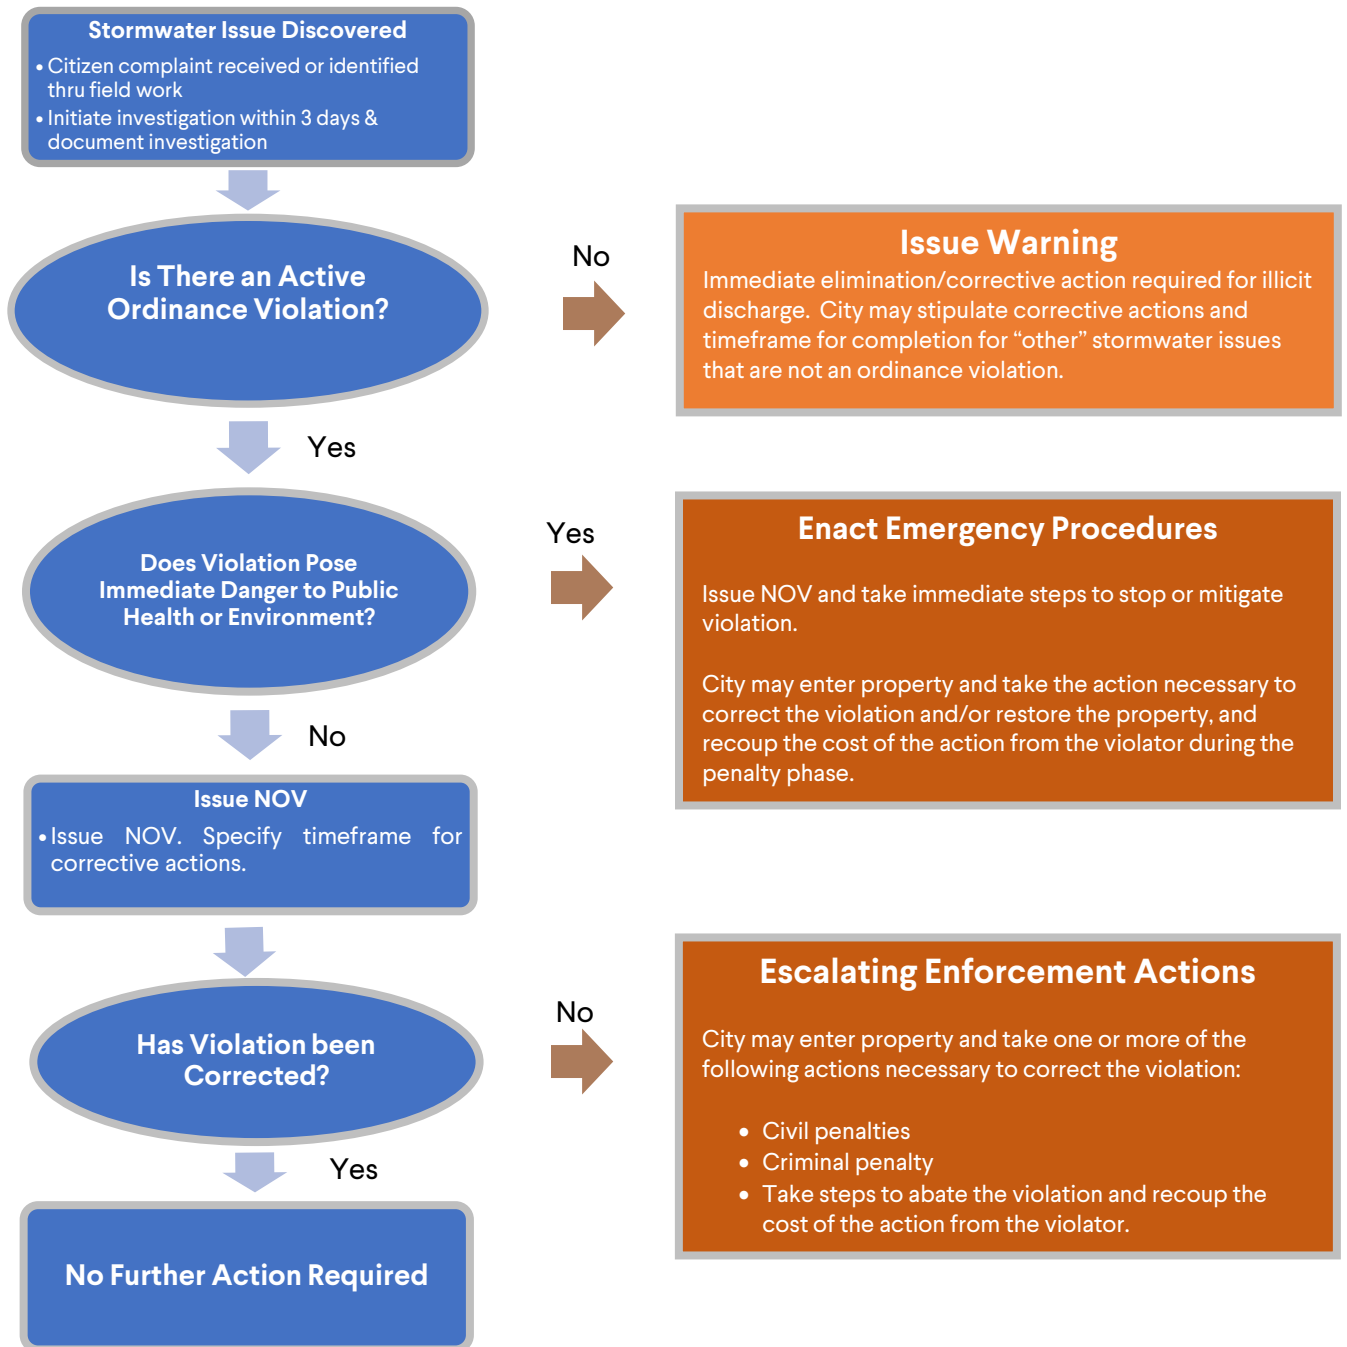 Stormwater Issue Discovered
• Citizen complaint received or identified
thru field work
• Initiate investigation within 3 days &
document investigation
Is There an Active
Ordinance Violation?
No
Issue Warning
Immediate elimination/corrective action required for illicit
discharge. City may stipulate corrective actions and
timeframe for completion for “other” stormwater issues
that are not an ordinance violation.
Yes
Does Violation Pose
Immediate Danger to Public
Health or Environment?
Yes
Enact Emergency Procedures
Issue NOV and take immediate steps to stop or mitigate
violation.
City may enter property and take the action necessary to
correct the violation and/or restore the property, and
recoup the cost of the action from the violator during the
penalty phase.
No
Issue NOV
• Issue NOV. Specify timeframe for
corrective actions.
Has Violation been
Corrected?
No
Escalating Enforcement Actions
City may enter property and take one or more of the
following actions necessary to correct the violation:
• Civil penalties
• Criminal penalty
• Take steps to abate the violation and recoup the
cost of the action from the violator.
Yes
No Further Action Required